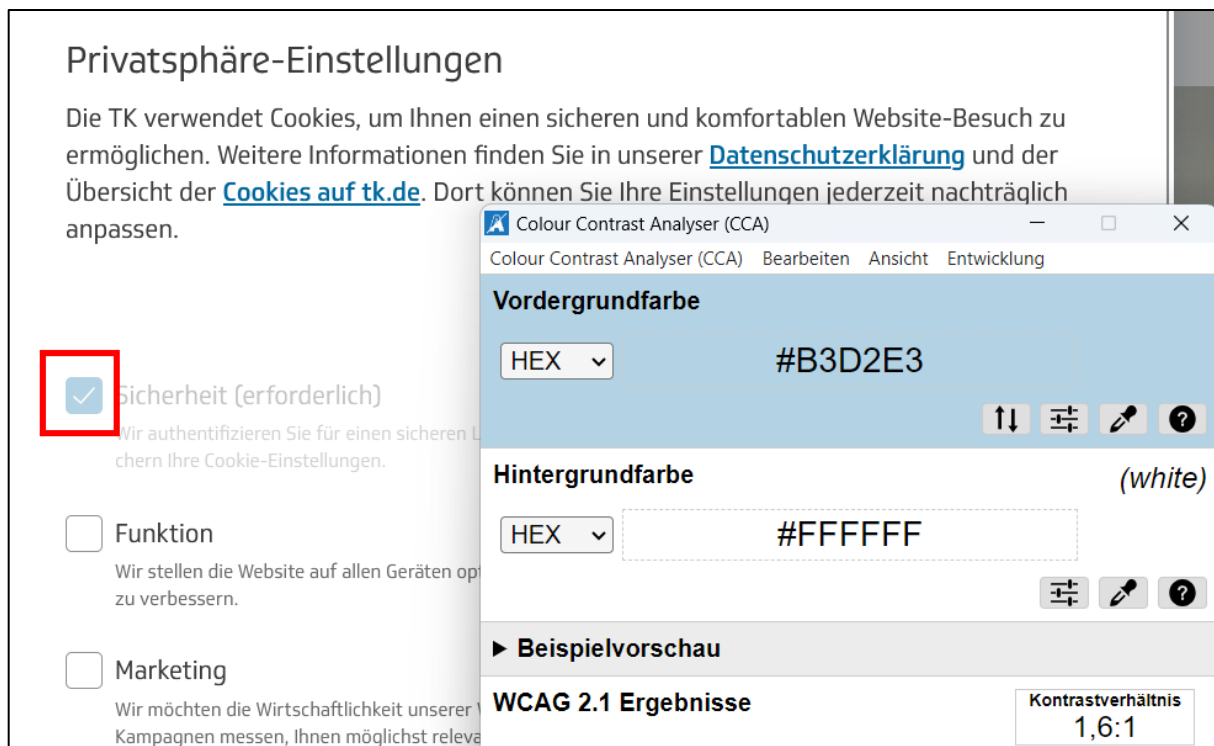 Privatsphäre-Einstellungen
Die TK verwendet Cookies, um Ihnen einen sicheren und komfortablen Website-Besuch zu
ermöglichen. Weitere Informationen finden Sie in unserer Datenschutzerklärung und der
Übersicht der Cookies auf tk.de. Dort können Sie Ihre Einstellungen jederzeit nachträglich
anpassen.
Sicherheit (erforderlich)
Wir authentifizieren Sie für einen sicheren
chern Ihre Cookie-Einstellungen.
Funktion
Wir stellen die Website auf allen Geräten
zu verbessern.
Marketing
Wir möchten die Wirtschaftlichkeit unserer
Kampagnen messen, Ihnen möglichst
Colour Contrast Analyser (CCA)
Colour Contrast Analyser (CCA) Bearbeiten Ansicht Entwicklung
Vordergrundfarbe
HEX #B3D2E3
Hintergrundfarbe (white)
HEX #FFFFFF
Beispielvorschau
WCAG 2.1 Ergebnisse
Kontrastverhältnis
1,6:1